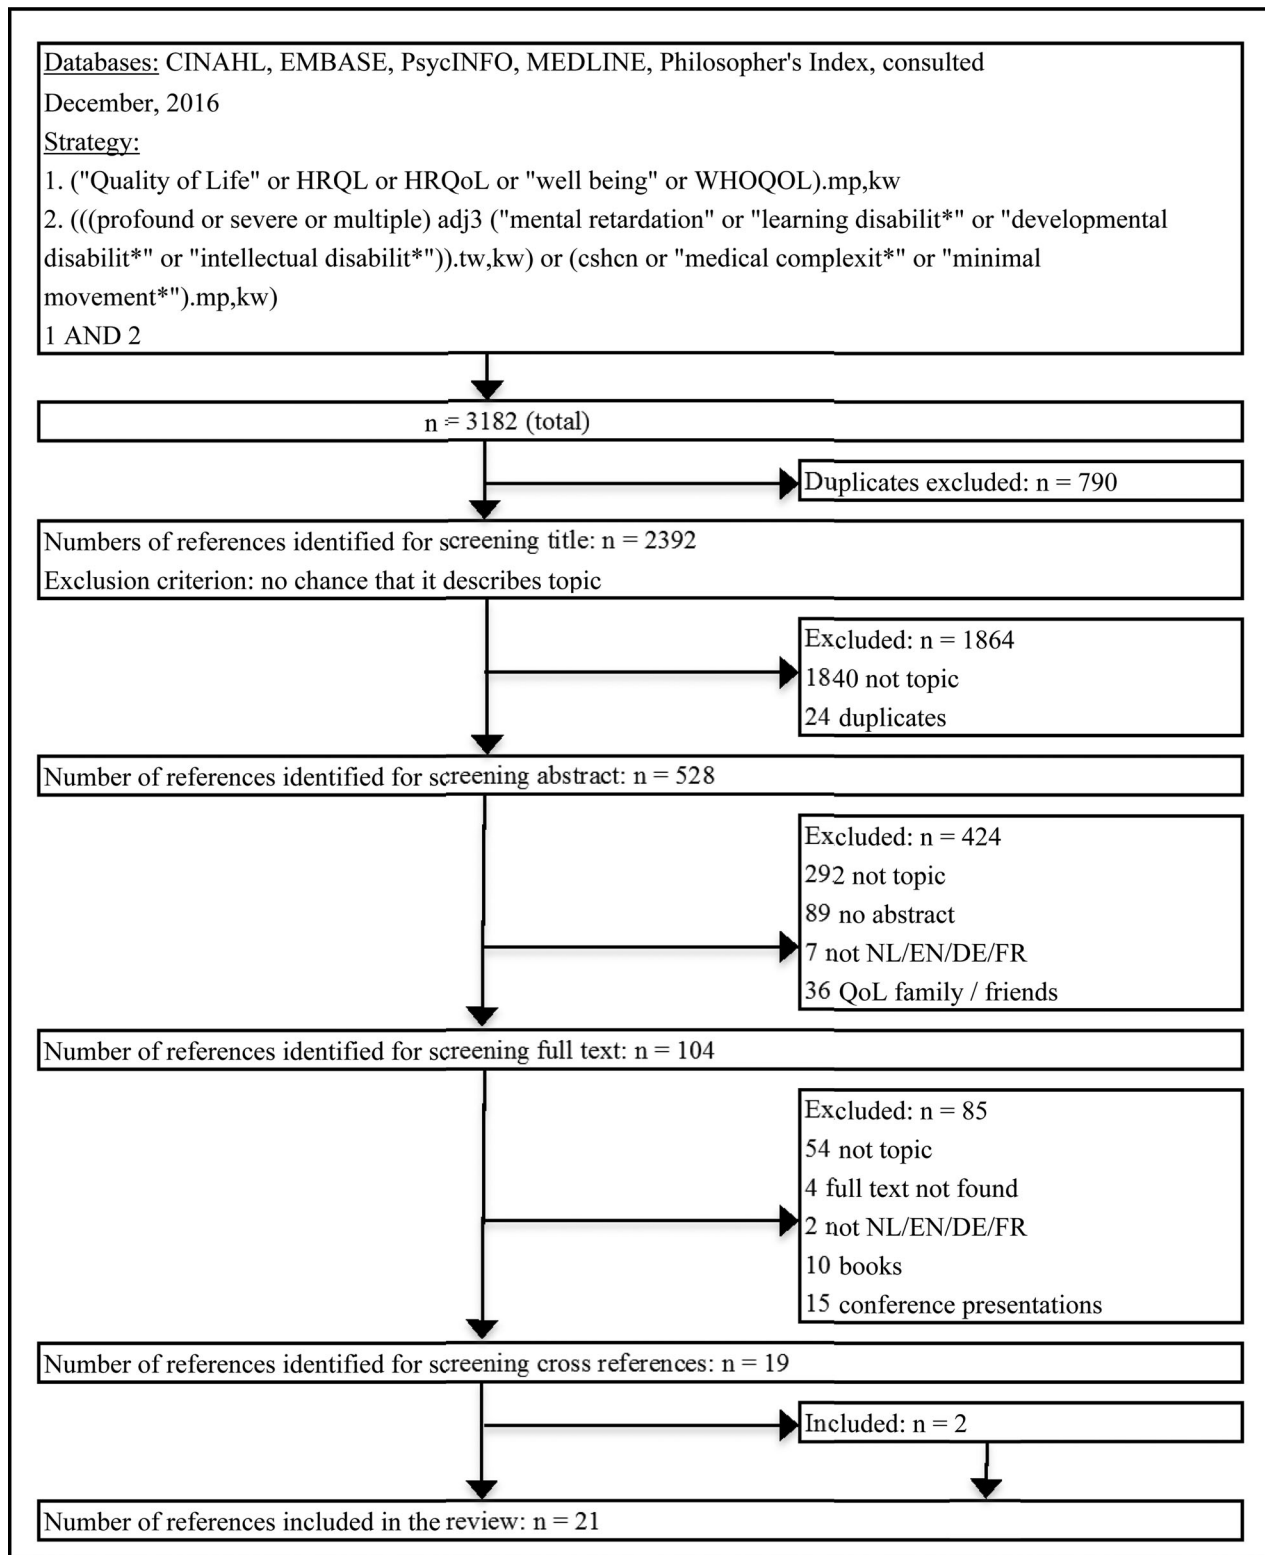 Databases: CINAHL, EMBASE, PsycINFO, MEDLINE, Philosopher's Index, consulted
December, 2016
Strategy:
1. ("Quality of Life" or HRQL or HRQoL or "well being" or WHOQOL).mp,kw
2. (((profound or severe or multiple) adj3 ("mental retardation" or "learning disabilit*" or "developmental
disabilit*" or "intellectual disabilit*")).tw,kw) or (cshcn or "medical complexit*" or "minimal
movement*").mp,kw)
1 AND 2
n = 3182 (total)
Duplicates excluded: n = 790
Numbers of references identified for screening title: n = 2392
Exclusion criterion: no chance that it describes topic
Excluded: n = 1864
1840 not topic
24 duplicates
Number of references identified for screening abstract: n = 528
Excluded: n = 424
292 not topic
89 no abstract
7 not NL/EN/DE/FR
36 QoL family / friends
Number of references identified for screening full text: n = 104
Excluded: n = 85
54 not topic
4 full text not found
2 not NL/EN/DE/FR
10 books
15 conference presentations
Number of references identified for screening cross references: n = 19
Included: n = 2
Number of references included in the review: n = 21